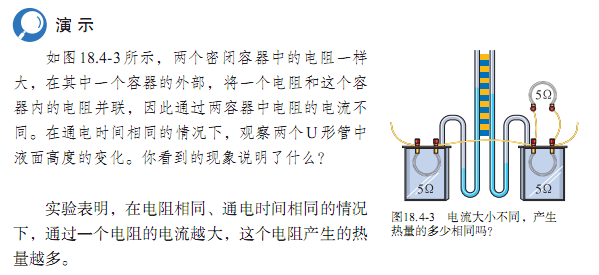 演示
如图18.4-3所示，两个密闭容器中的电阻一样
大，在其中一个容器的外部，将一个电阻和这个容
器内的电阻并联，因此通过两容器中电阻的电流不
同。在通电时间相同的情况下，观察两个U形管中
液面高度的变化。你看到的现象说明了什么？
实验表明，在电阻相同、通电时间相同的情况
下，通过一个电阻的电流越大，这个电阻产生的热
量越多。
5Ω
5Ω
5Ω
图18.4-3 电流大小不同，产生
热量的多少相同吗？